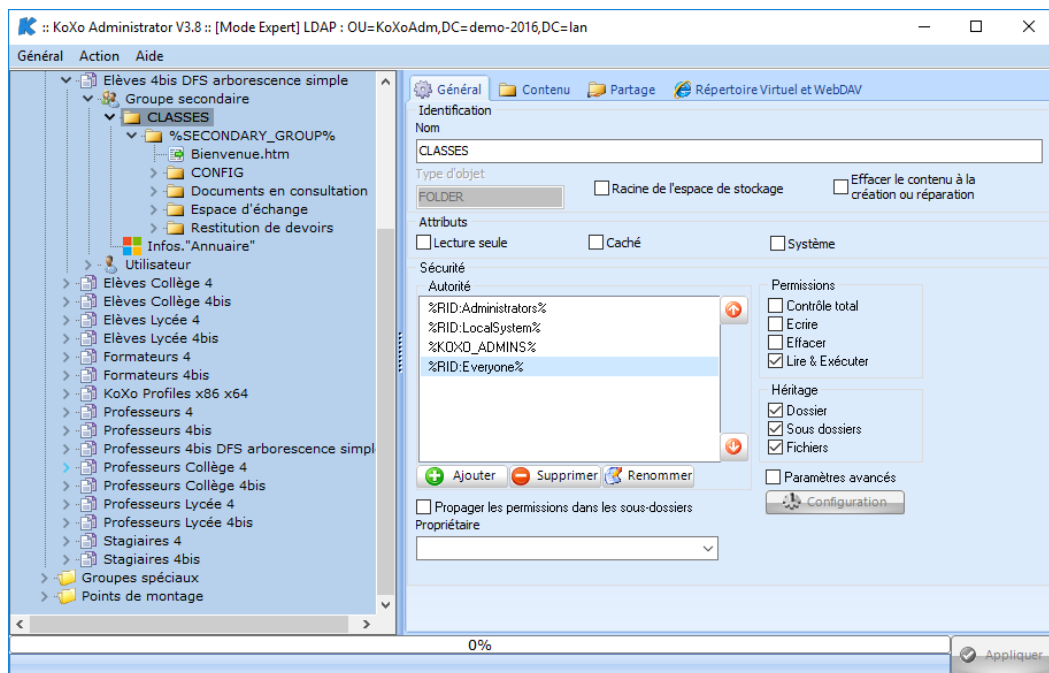 :: KoXo Administrator V3.8 :: [Mode Expert] LDAP : OU=KoXoAdm,DC=demo-2016,DC=lan
Général Action Aide
Elèves 4bis DFS arborescence simple
Groupe secondaire
CLASSES
%SECONDARY_GROUP%
Bienvenue.htm
CONFIG
Documents en consultation
Espace d'échange
Restitution de devoirs
Infos."Annuaire"
Utilisateur
Elèves Collège 4
Elèves Collège 4bis
Elèves Lycée 4
Elèves Lycée 4bis
Formateurs 4
Formateurs 4bis
KoXo Profiles x86 x64
Professeurs 4
Professeurs 4bis
Professeurs 4bis DFS arborescence simpl
Professeurs Collège 4
Professeurs Collège 4bis
Professeurs Lycée 4
Professeurs Lycée 4bis
Stagiaires 4
Stagiaires 4bis
Groupes spéciaux
Points de montage
Général Contenu Partage Répertoire Virtuel et WebDAV
Identification
Nom
CLASSES
Type d'objet
FOLDER
Racine de l'espace de stockage
Effacer le contenu à la
création ou réparation
Attributs
Lecture seule Caché Système
Sécurité
Autorité
%RID:Administrators%
%RID:LocalSystem%
%KOXO_ADMINS%
%RID:Everyone%
Ajouter Supprimer Renommer
Permissions
Contrôle total
Ecrire
Effacer
Lire & Exécuter
Héritage
Dossier
Sous dossiers
Fichiers
Paramètres avancés
Configuration
Propager les permissions dans les sous-dossiers
Propriétaire
0%
Appliquer